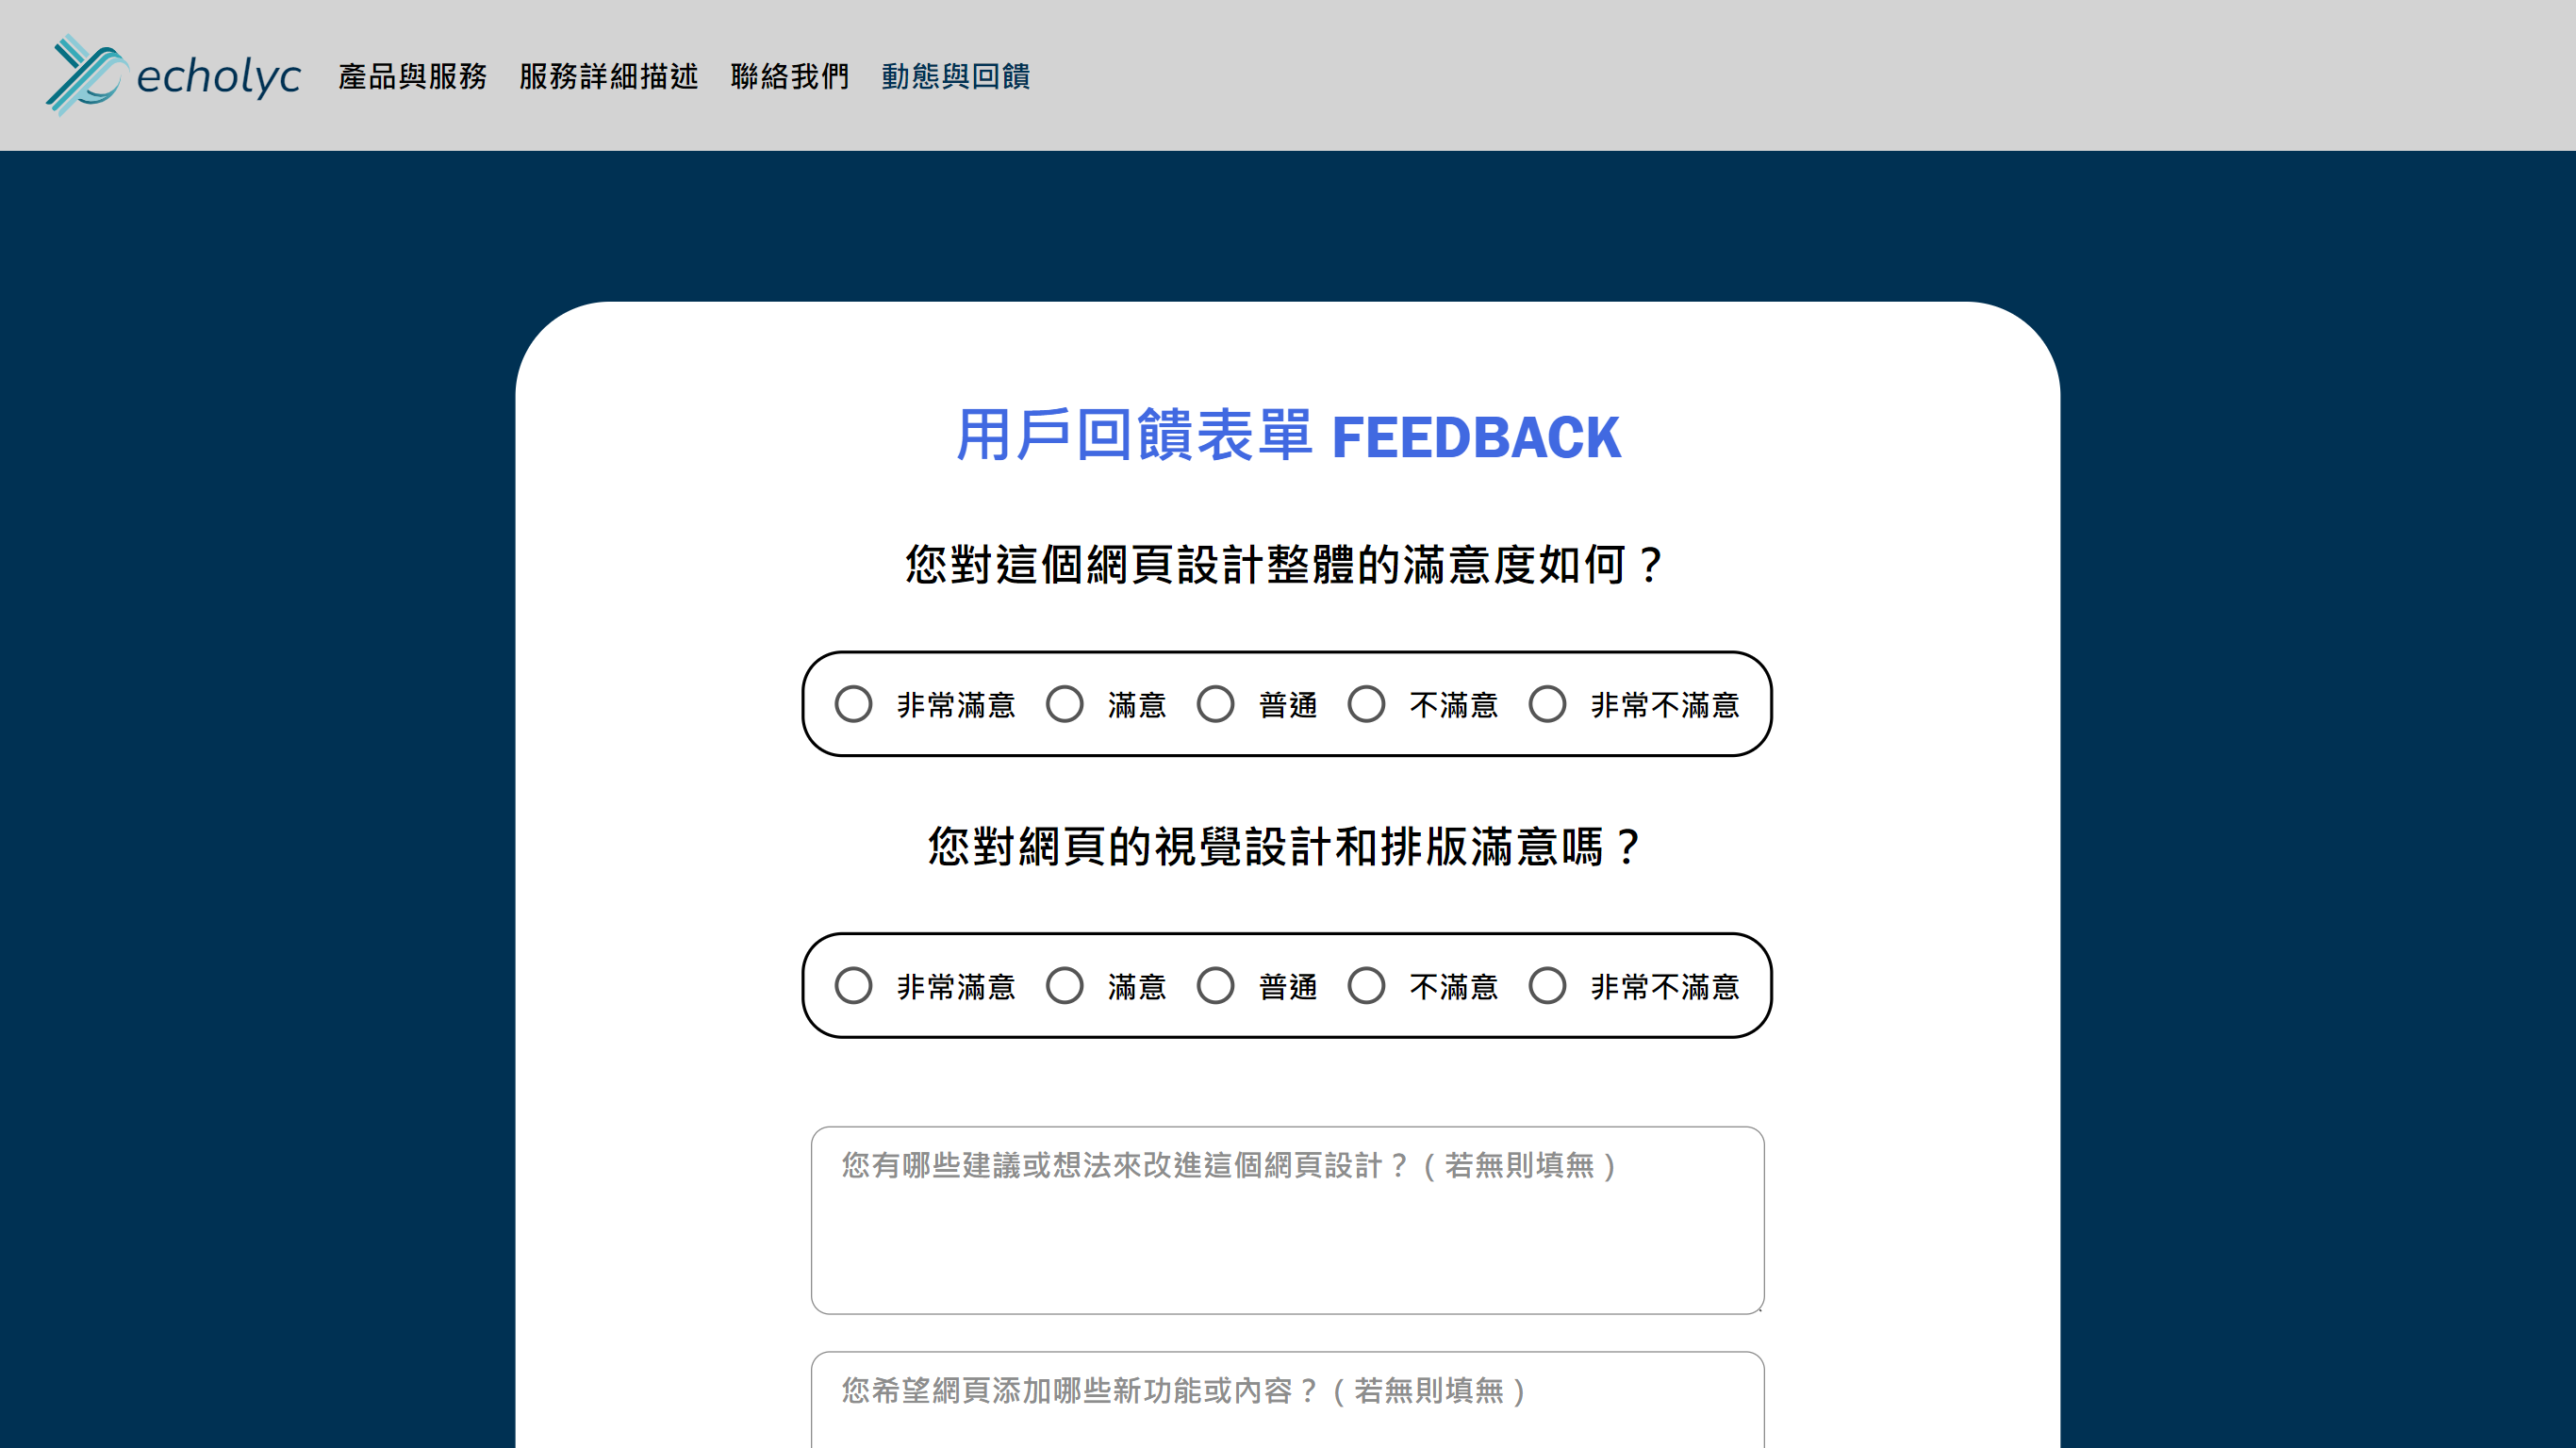 echolyc 產品與服務 服務詳細描述 聯絡我們 動態與回饋
用戶回饋表單 FEEDBACK
您對這個網頁設計整體的滿意度如何？
非常滿意 滿意 普通 不滿意 非常不滿意
您對網頁的視覺設計和排版滿意嗎？
非常滿意 滿意 普通 不滿意 非常不滿意
您有哪些建議或想法來改進這個網頁設計？（若無則填無）
您希望網頁添加哪些新功能或內容？（若無則填無）